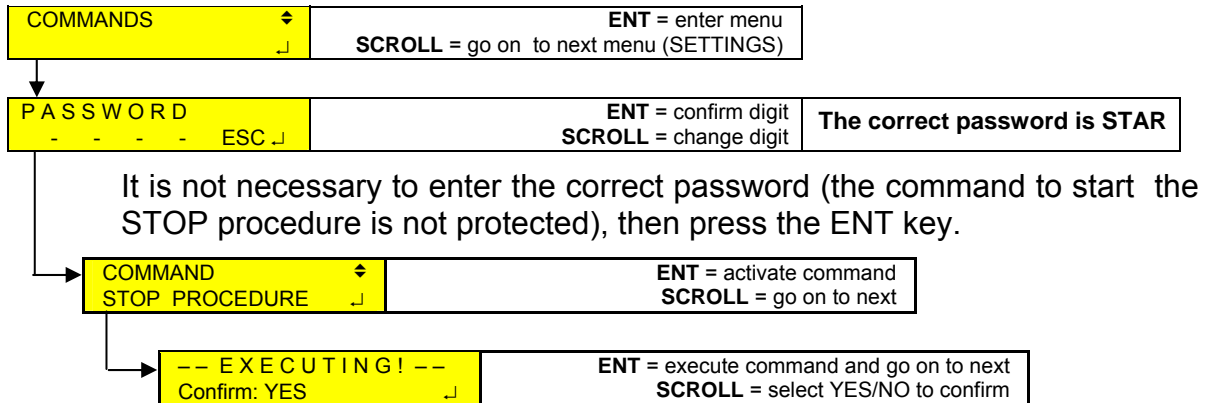 COMMANDS ♦ ENT = enter menu
↵ SCROLL = go on to next menu (SETTINGS)
P A S S W O R D ENT = confirm digit The correct password is STAR
- - - - ESC ↵ SCROLL = change digit
It is not necessary to enter the correct password (the command to start the
STOP procedure is not protected), then press the ENT key.
COMMAND ♦ ENT = activate command
STOP PROCEDURE ↵ SCROLL = go on to next
– – E X E C U T I N G ! – – ENT = execute command and go on to next
Confirm: YES ↵ SCROLL = select YES/NO to confirm